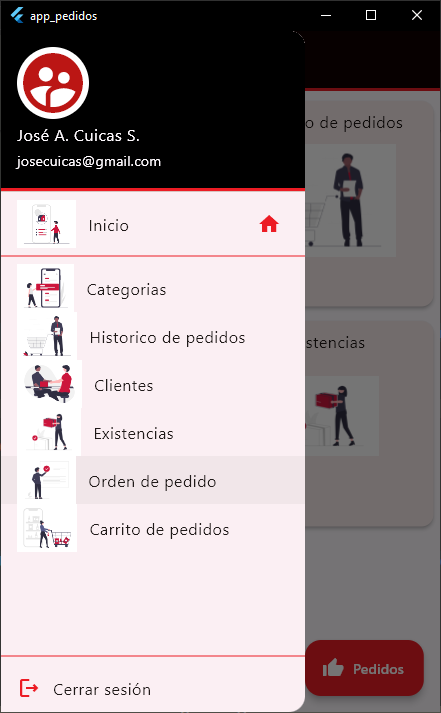 app_pedidos
José A. Cuicas S.
josecuicas@gmail.com
o de pedidos
Inicio
Categorias
Historico de pedidos
stencias
Clientes
Existencias
Orden de pedido
Carrito de pedidos
Pedidos
Cerrar sesión